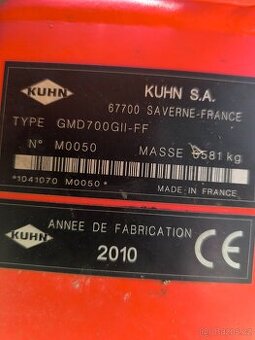 KUHN
KUHN S.A.
67700 SAVERNE-FRANCE
TYPE GMD700GII-FF
N° M0050 MASSE 0581 kg
*1041070 M0050* MADE IN FRANCE
KUHN
ANNEE DE FABRICATION
2010
CE